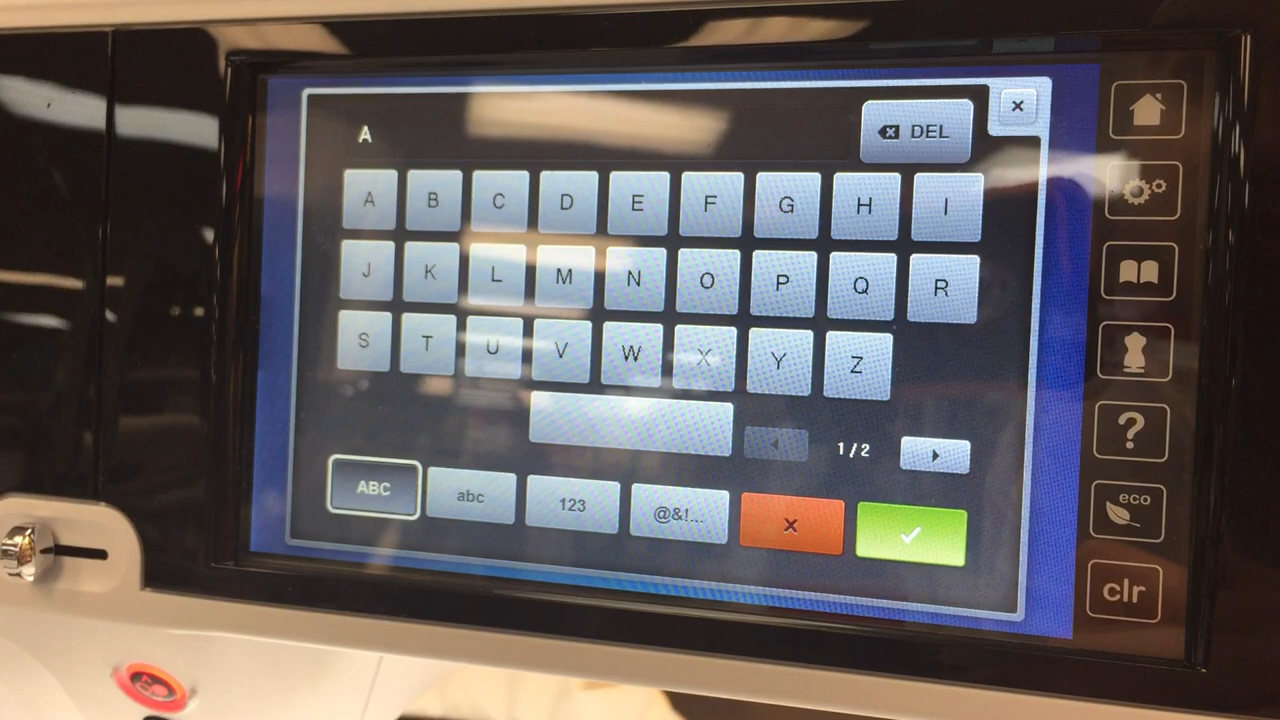 A
DEL
A B C D E F G H I
J K L M N O P Q R
S T U V W X Y Z
1/2
ABC abc 123 @&!...
?
eco
clr